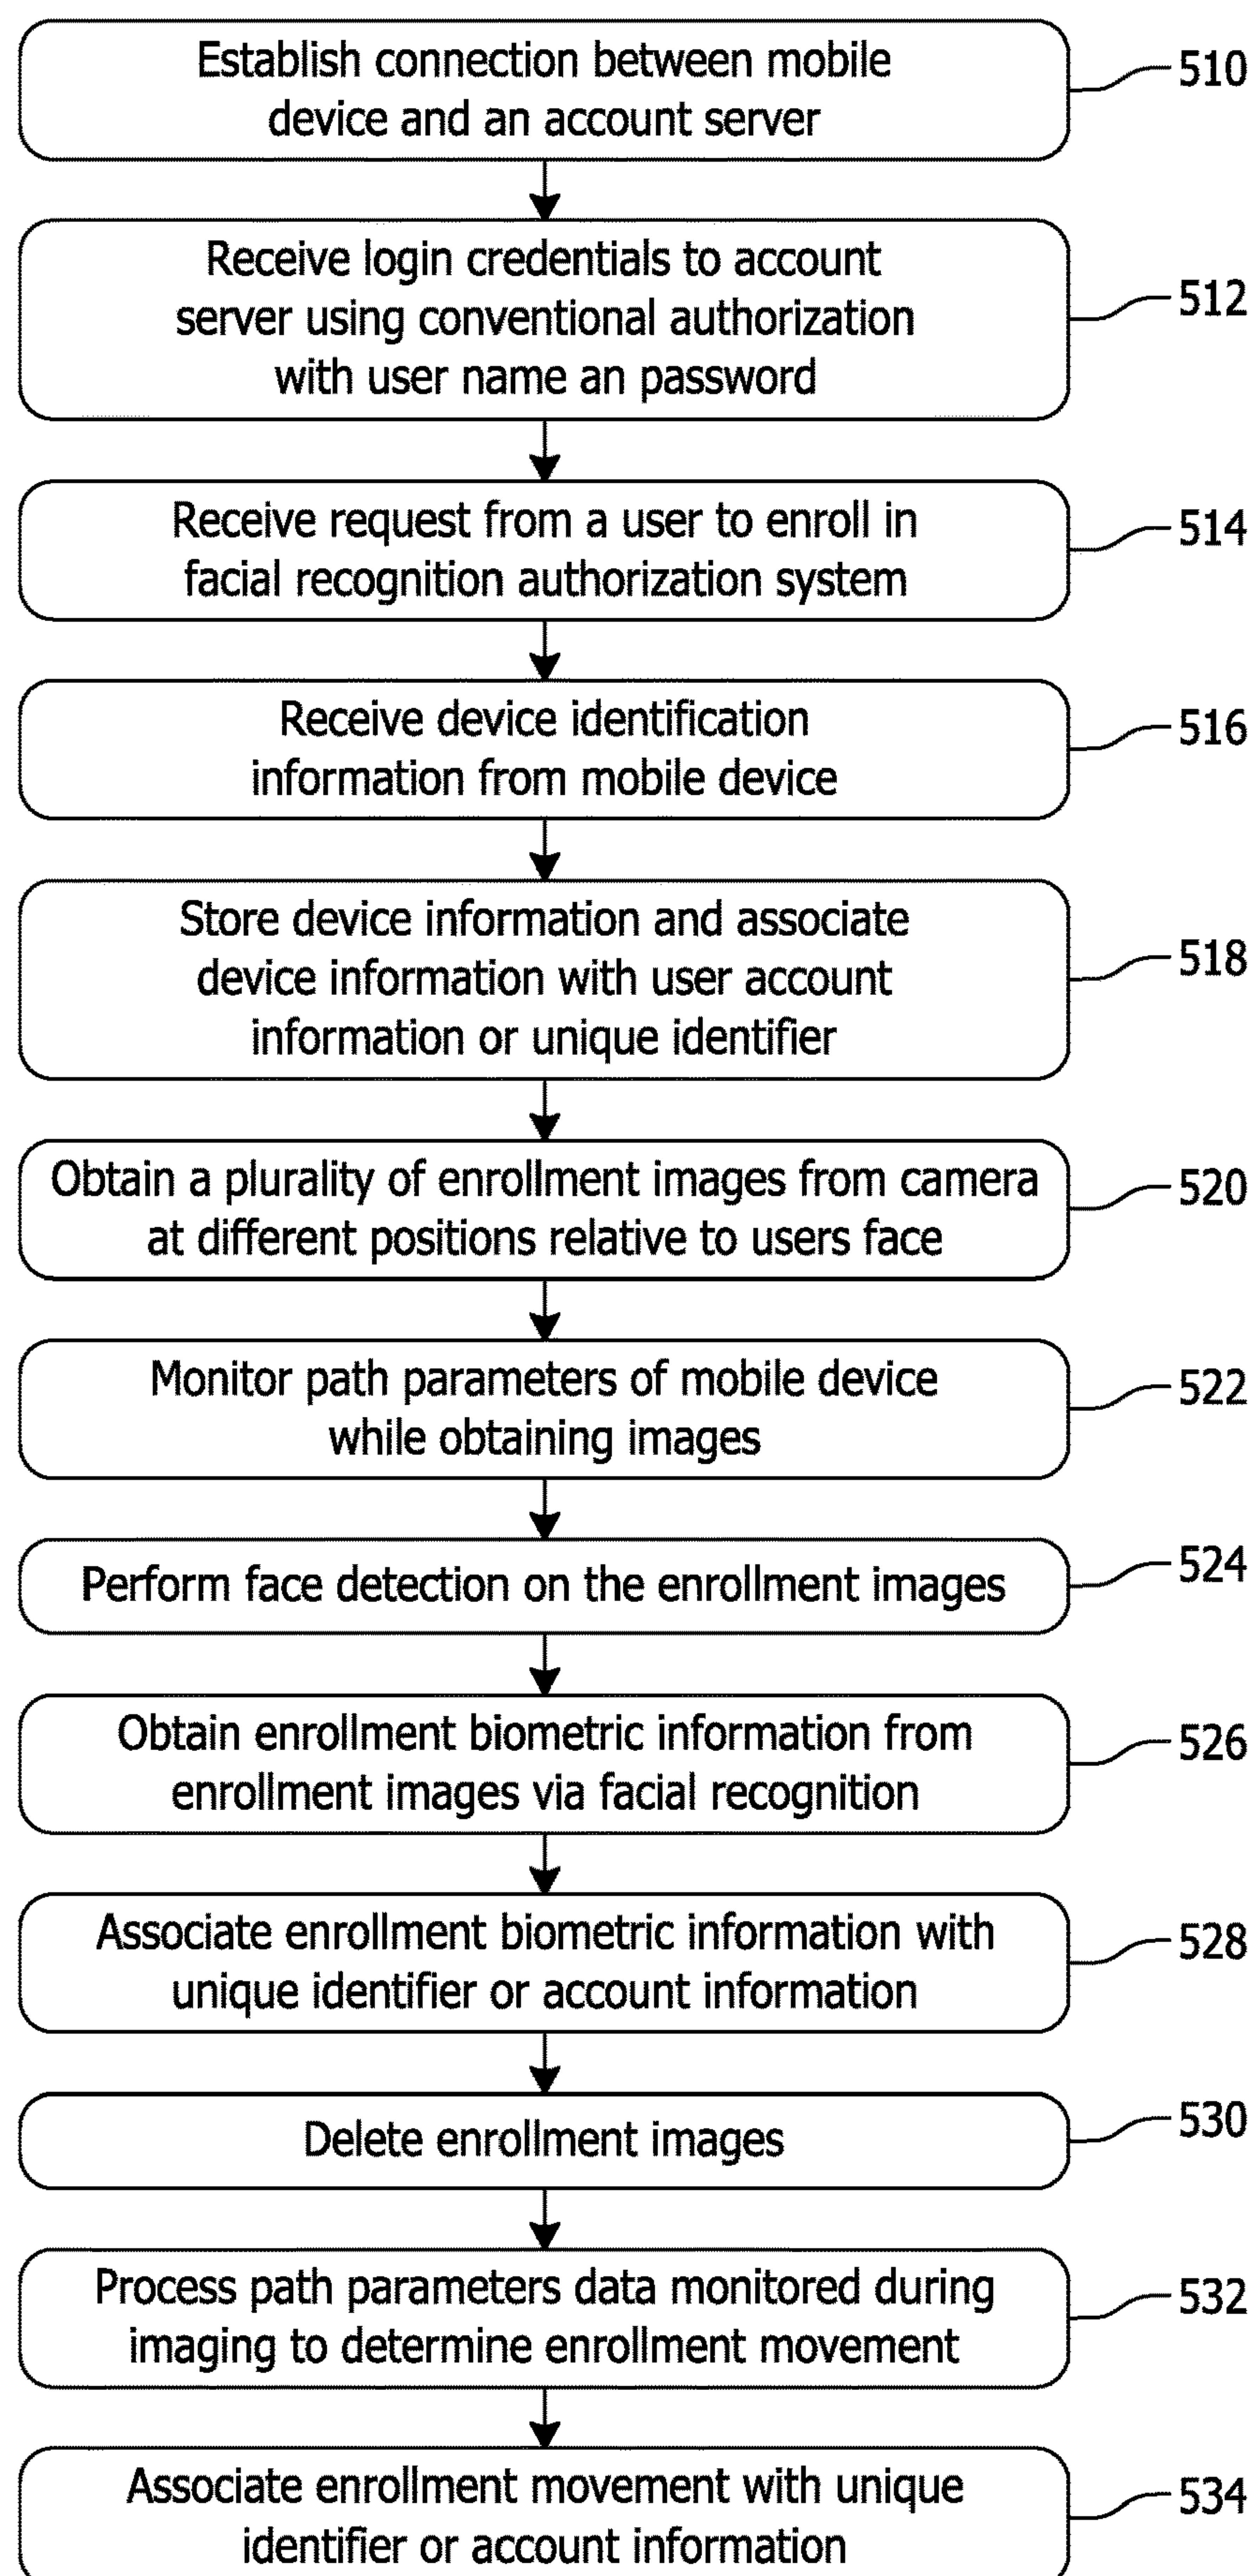 Establish connection between mobile
device and an account server
510
Receive login credentials to account
server using conventional authorization
with user name an password
512
Receive request from a user to enroll in
facial recognition authorization system
514
Receive device identification
information from mobile device
516
Store device information and associate
device information with user account
information or unique identifier
518
Obtain a plurality of enrollment images from camera
at different positions relative to users face
520
Monitor path parameters of mobile device
while obtaining images
522
Perform face detection on the enrollment images
524
Obtain enrollment biometric information from
enrollment images via facial recognition
526
Associate enrollment biometric information with
unique identifier or account information
528
Delete enrollment images
530
Process path parameters data monitored during
imaging to determine enrollment movement
532
Associate enrollment movement with unique
identifier or account information
534